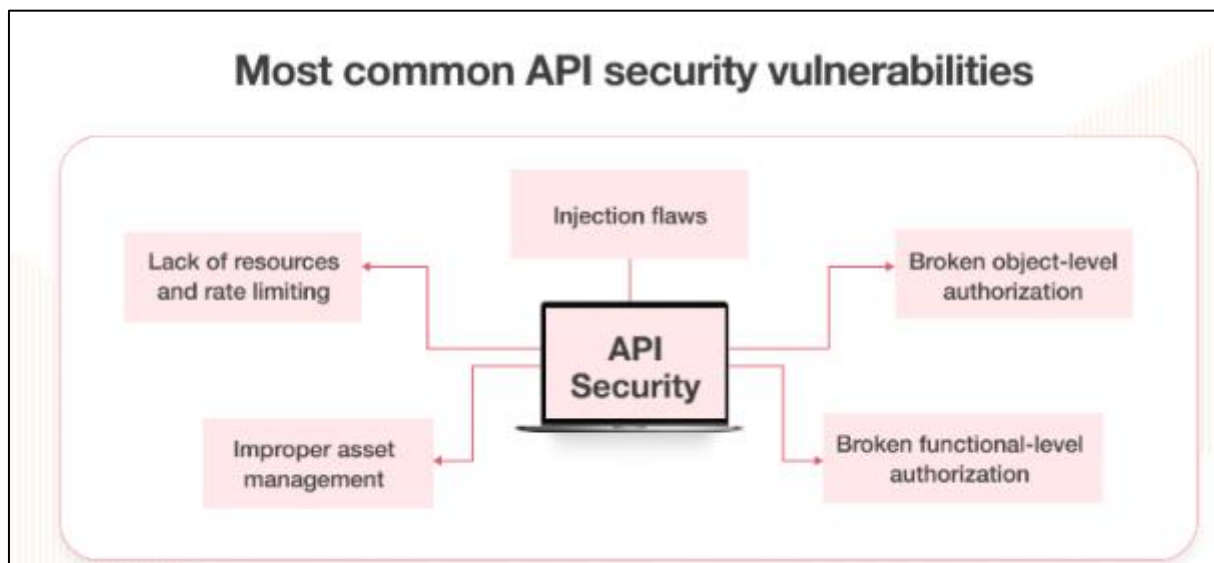 Most common API security vulnerabilities
Injection flaws
Lack of resources
and rate limiting
Broken object-level
authorization
API
Security
Improper asset
management
Broken functional-level
authorization